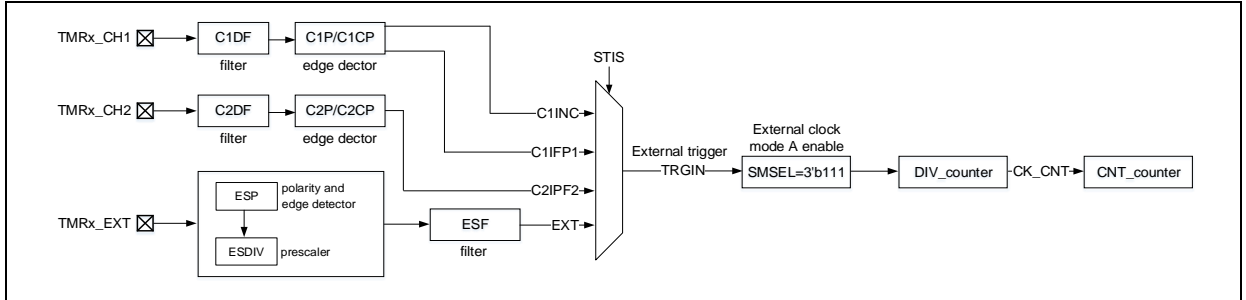 TMRx_CH1
C1DF
filter
C1P/C1CP
edge dector
STIS
TMRx_CH2
C2DF
filter
C2P/C2CP
edge dector
C1INC
C1IFP1
C2IPF2
EXT
External trigger
TRGIN
External clock
mode A enable
SMSEL=3'b111
DIV_counter
CK_CNT
CNT_counter
TMRx_EXT
ESP
polarity and
edge detector
ESDIV
prescaler
ESF
filter